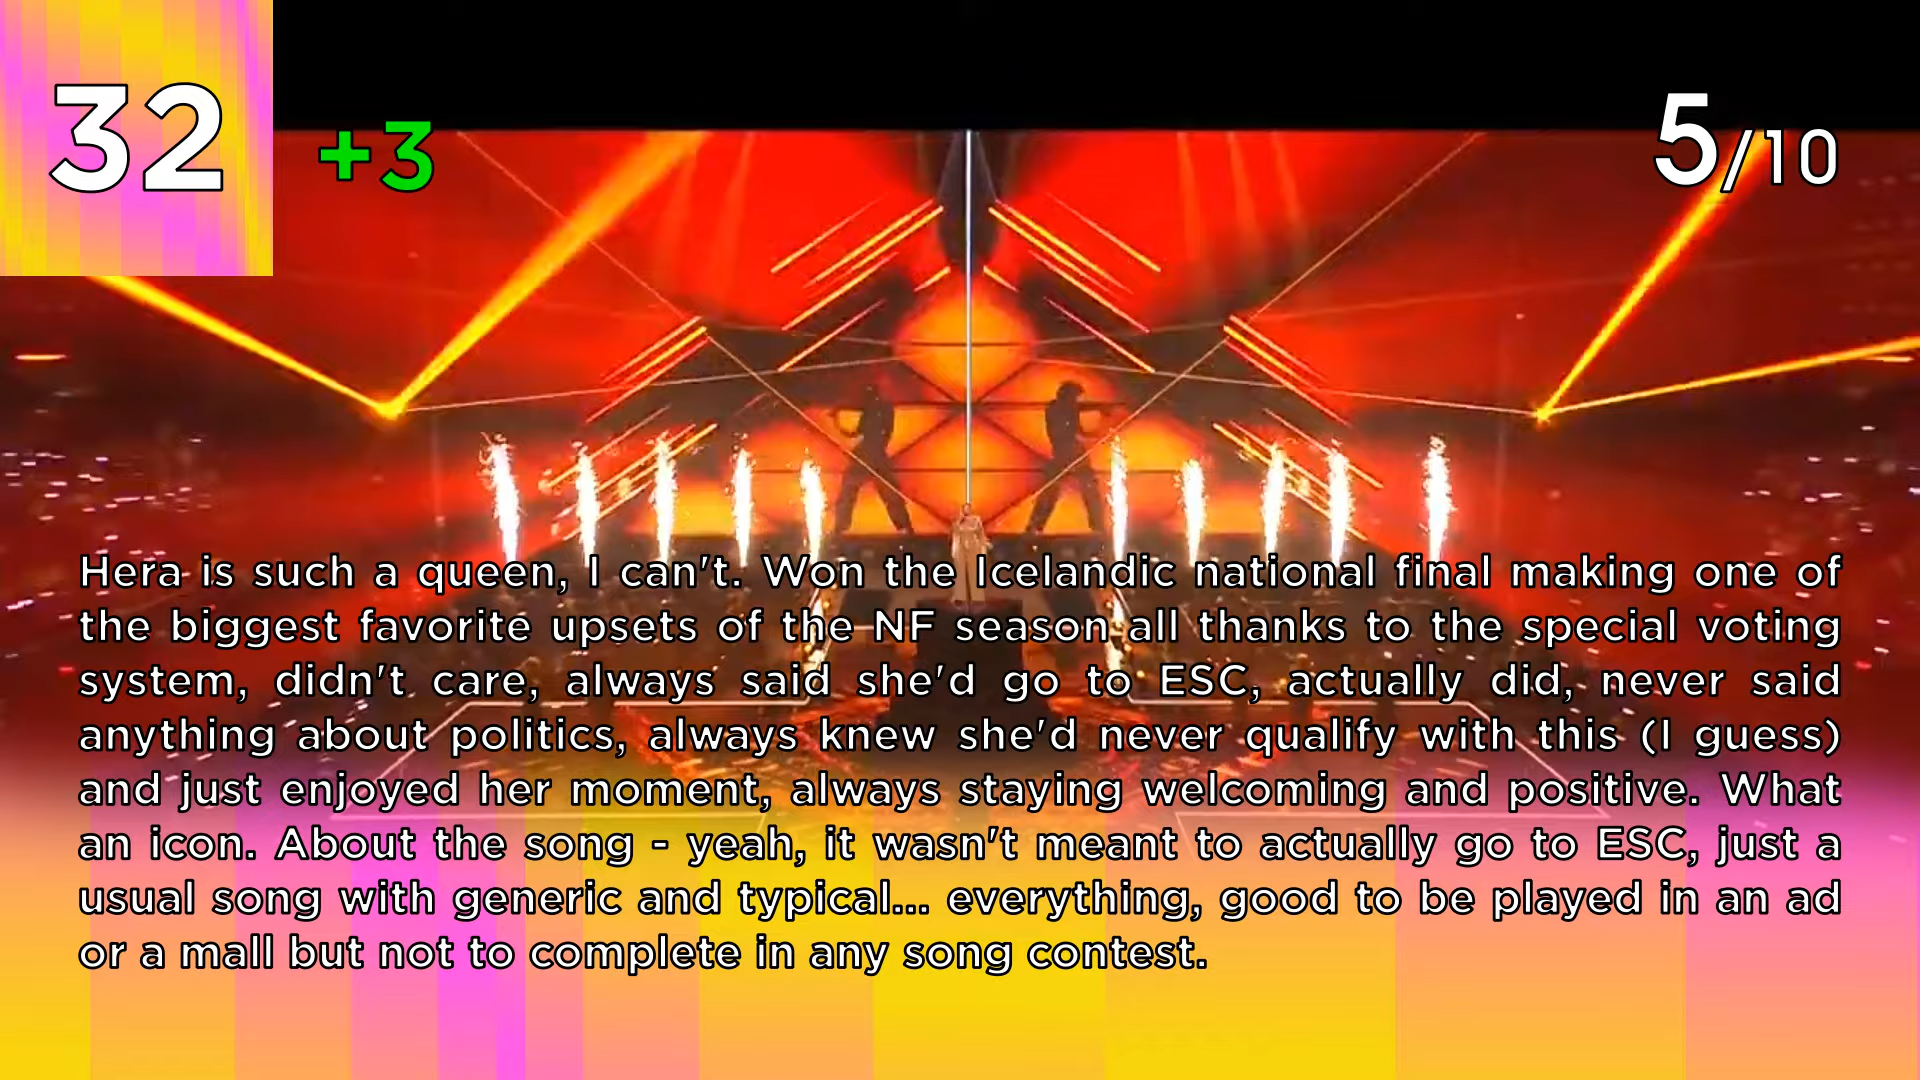 32
+3
5/10
Hera is such a queen, I can't. Won the Icelandic national final making one of
the biggest favorite upsets of the NF season all thanks to the special voting
system, didn't care, always said she'd go to ESC, actually did, never said
anything about politics, always knew she'd never qualify with this (I guess)
and just enjoyed her moment, always staying welcoming and positive. What
an icon. About the song - yeah, it wasn't meant to actually go to ESC, just a
usual song with generic and typical... everything, good to be played in an ad
or a mall but not to complete in any song contest.